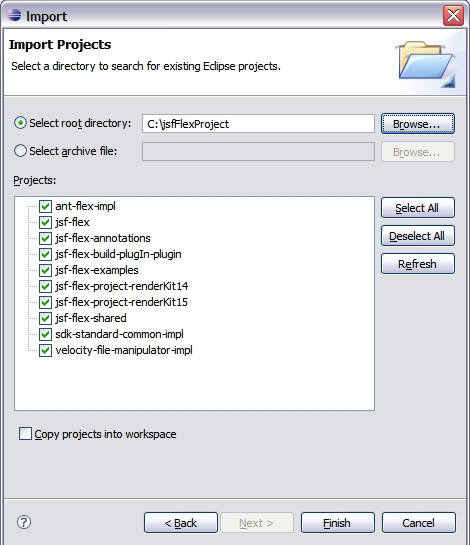 Import
Import Projects
Select a directory to search for existing Eclipse projects.
Select root directory: C:\jsfFlexProject Browse...
Select archive file: Browse...
Projects:
ant-flex-impl
jsf-flex
jsf-flex-annotations
jsf-flex-build-plugIn-plugin
jsf-flex-examples
jsf-flex-project-renderKit14
jsf-flex-project-renderKit15
jsf-flex-shared
sdk-standard-common-impl
velocity-file-manipulator-impl
Select All
Deselect All
Refresh
Copy projects into workspace
? < Back Next > Finish Cancel